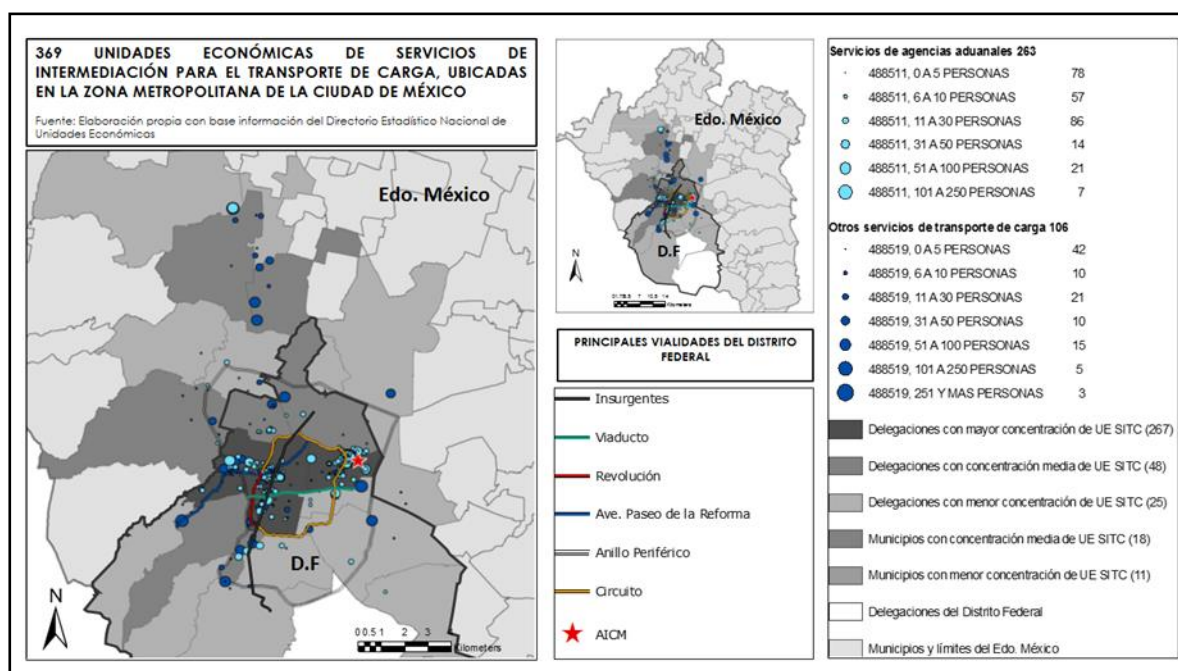 369 UNIDADES ECONÓMICAS DE SERVICIOS DE
INTERMEDIACIÓN PARA EL TRANSPORTE DE CARGA, UBICADAS
EN LA ZONA METROPOLITANA DE LA CIUDAD DE MÉXICO
Fuente: Elaboración propia con base información del Directorio Estadístico Nacional de
Unidades Económicas
Edo. México
D.F
N
0 0.5 1 2 3
Kilometers
Edo. México
D.F
N
Kilometers
PRINCIPALES VIALIDADES DEL DISTRITO
FEDERAL
Insurgentes
Viaducto
Revolución
Ave. Paseo de la Reforma
Anillo Periférico
Circuito
AICM
Servicios de agencias aduanales 263
488511, 0 A 5 PERSONAS 78
488511, 6 A 10 PERSONAS 57
488511, 11 A 30 PERSONAS 86
488511, 31 A 50 PERSONAS 14
488511, 51 A 100 PERSONAS 21
488511, 101 A 250 PERSONAS 7
Otros servicios de transporte de carga 106
488519, 0 A 5 PERSONAS 42
488519, 6 A 10 PERSONAS 10
488519, 11 A 30 PERSONAS 21
488519, 31 A 50 PERSONAS 10
488519, 51 A 100 PERSONAS 15
488519, 101 A 250 PERSONAS 5
488519, 251 Y MAS PERSONAS 3
Delegaciones con mayor concentración de UE SITC (267)
Delegaciones con concentración media de UE SITC (48)
Delegaciones con menor concentración de UE SITC (25)
Municipios con concentración media de UE SITC (18)
Municipios con menor concentración de UE SITC (11)
Delegaciones del Distrito Federal
Municipios y límites del Edo. México